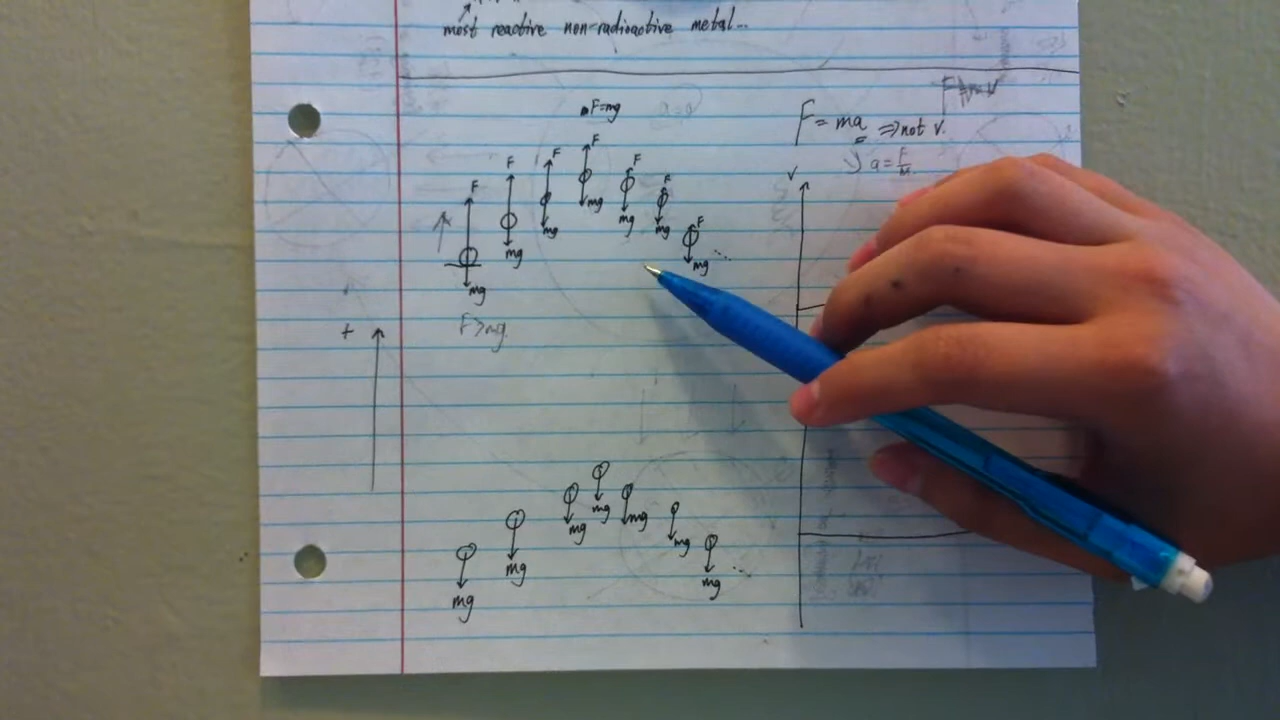 most reactive non-radioactive metal...
F=mg
F = ma ⇒ not v.
a = F/m
F
F
F
F
F
F
F
mg
mg
mg
mg
mg
mg
mg
F>mg.
+
v
mg
mg
mg
mg
mg
mg
mg